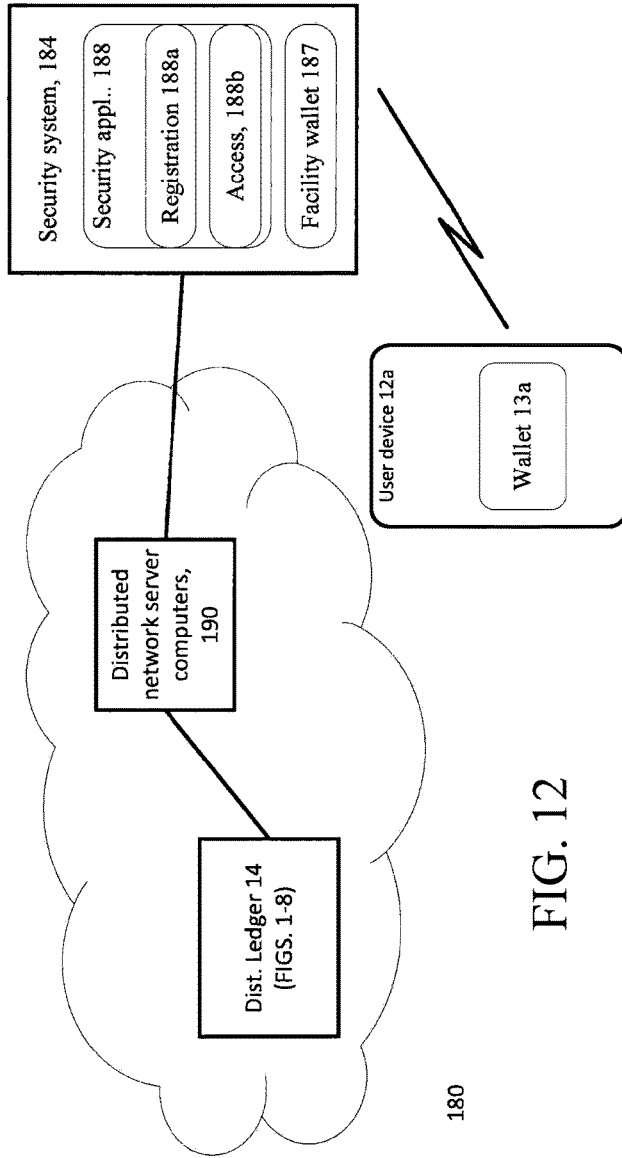 Security system, 184
Security appl.. 188
Registration 188a
Access, 188b
Facility wallet 187
Distributed
network server
computers,
190
User device 12a
Wallet 13a
Dist. Ledger 14
(FIGS. 1-8)
180
FIG. 12